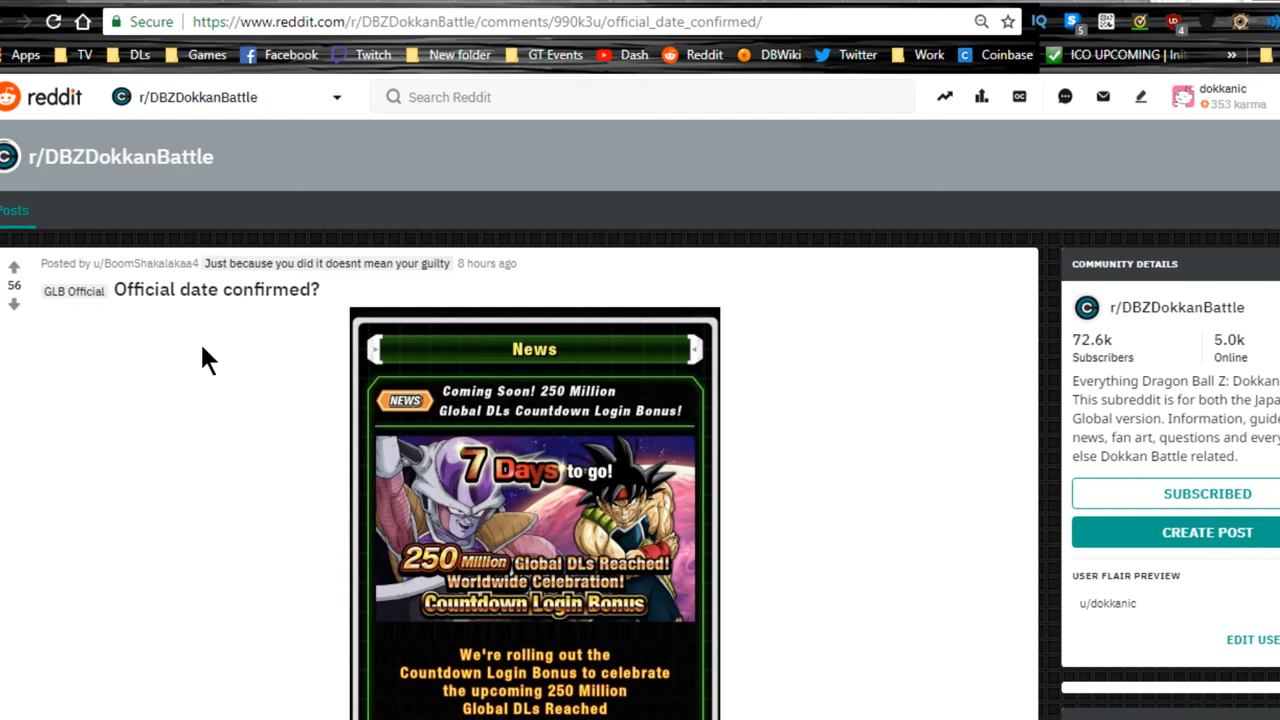 Secure https://www.reddit.com/r/DBZDokkanBattle/comments/990k3u/official_date_confirmed/
IQ 5 4
Apps TV DLs Games Facebook Twitch New folder GT Events Dash Reddit DBWiki Twitter Work Coinbase ICO UPCOMING | Init »
reddit r/DBZDokkanBattle Search Reddit OC dokkanic
353 karma
r/DBZDokkanBattle
Posts
Posted by u/BoomShakalakaa4 Just because you did it doesnt mean your guilty 8 hours ago
56
GLB Official Official date confirmed?
News
NEWS
Coming Soon! 250 Million
Global DLs Countdown Login Bonus!
7 Days to go!
250 Million Global DLs Reached!
Worldwide Celebration!
Countdown Login Bonus
We're rolling out the
Countdown Login Bonus to celebrate
the upcoming 250 Million
Global DLs Reached
COMMUNITY DETAILS
r/DBZDokkanBattle
72.6k 5.0k
Subscribers Online
Everything Dragon Ball Z: Dokkan
This subreddit is for both the Japa
Global version. Information, guide
news, fan art, questions and every
else Dokkan Battle related.
SUBSCRIBED
CREATE POST
USER FLAIR PREVIEW
u/dokkanic
EDIT USE